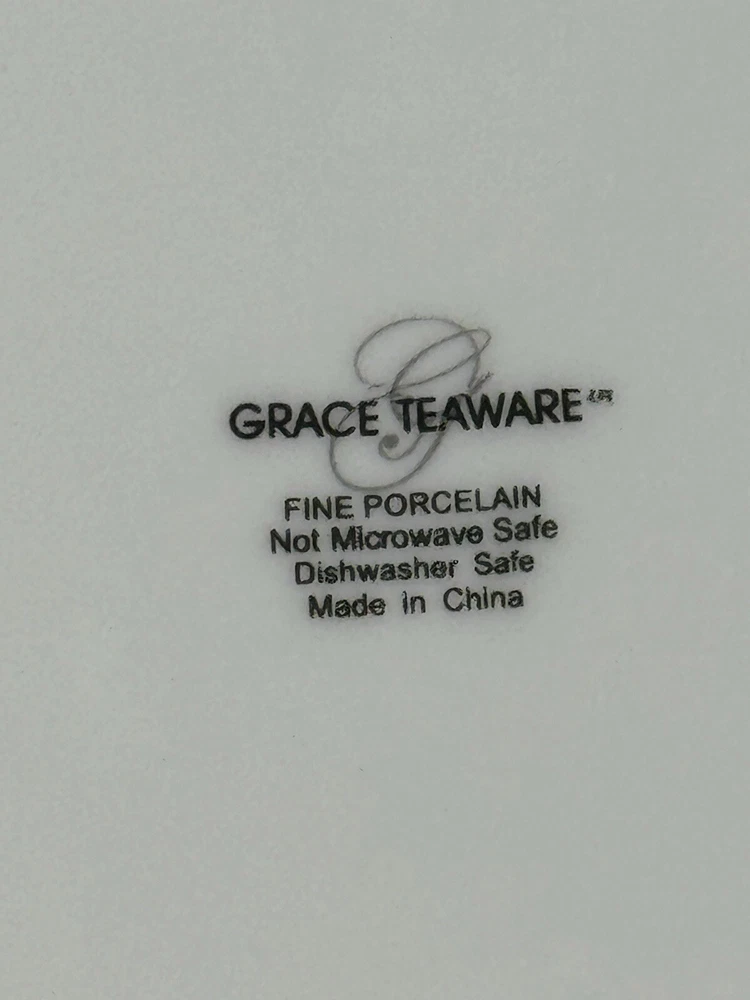 G
GRACE TEAWARE
FINE PORCELAIN
Not Microwave Safe
Dishwasher Safe
Made in China